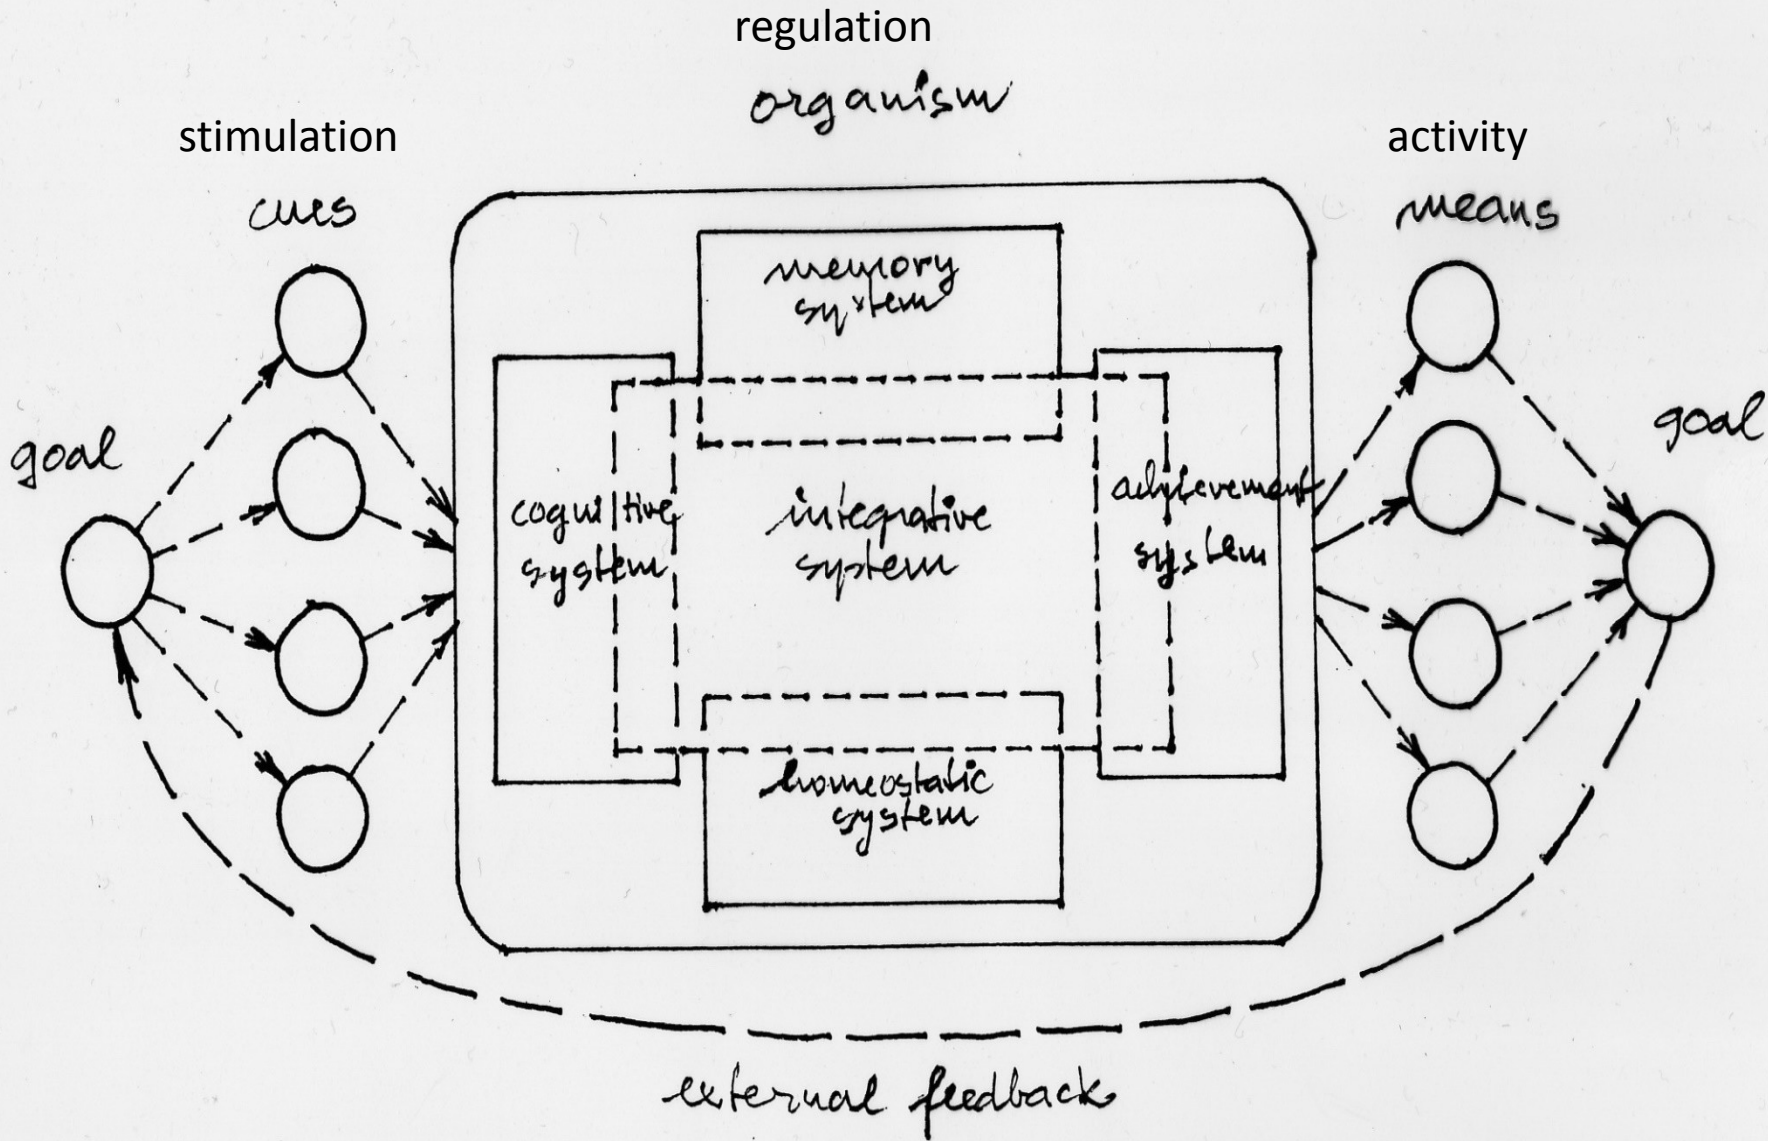 regulation
organism
stimulation
activity
cues
means
memory
system
goal
goal
cognitive
system
integrative
system
achievement
system
homeostatic
system
external feedback